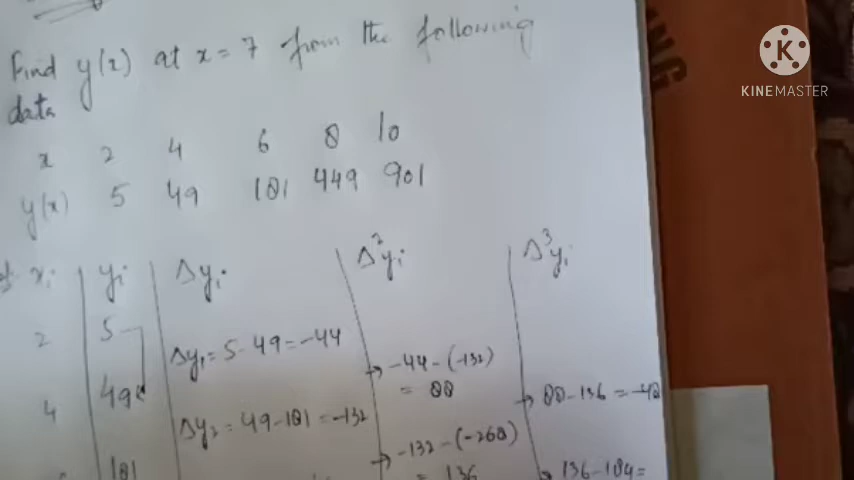 Find y(x) at x = 7 from the following
data
x 2 4 6 8 10
y(x) 5 49 181 449 901
xi yi Δyi Δ²yi Δ³yi
2 5
Δy1 = 5 - 49 = -44
→ -44 - (-132)
= 88
4 49
→ 88 - 136 = -48
Δy2 = 49 - 181 = -132
→ -132 - (-268)
= 136
181
→ 136 - 184 =
K
KINEMASTER
NG